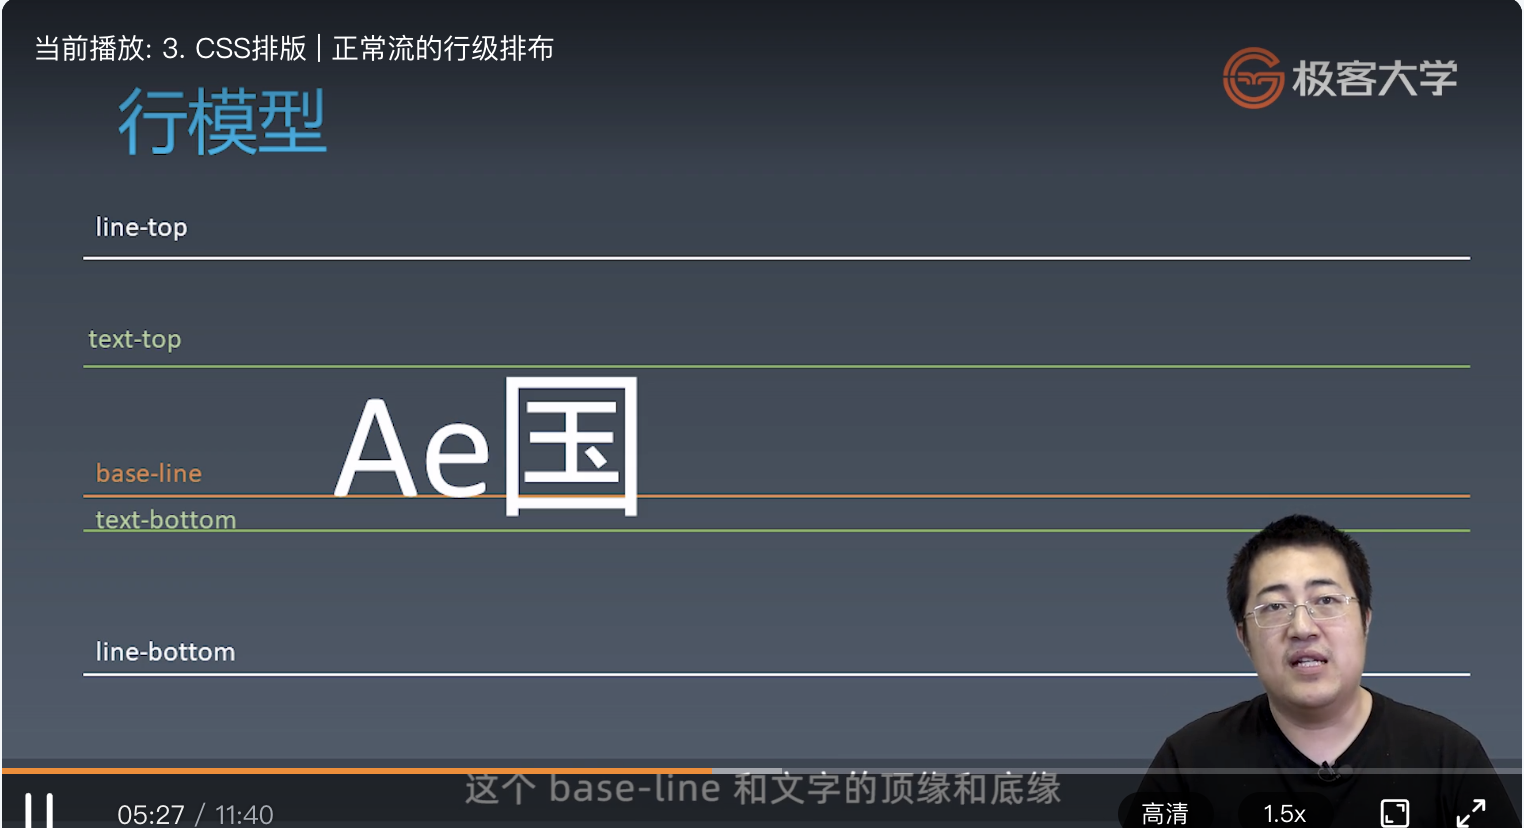 当前播放: 3. CSS排版 | 正常流的行级排布
极客大学
行模型
line-top
text-top
Ae国
base-line
text-bottom
line-bottom
这个 base-line 和文字的顶缘和底缘
05:27 / 11:40
高清
1.5x